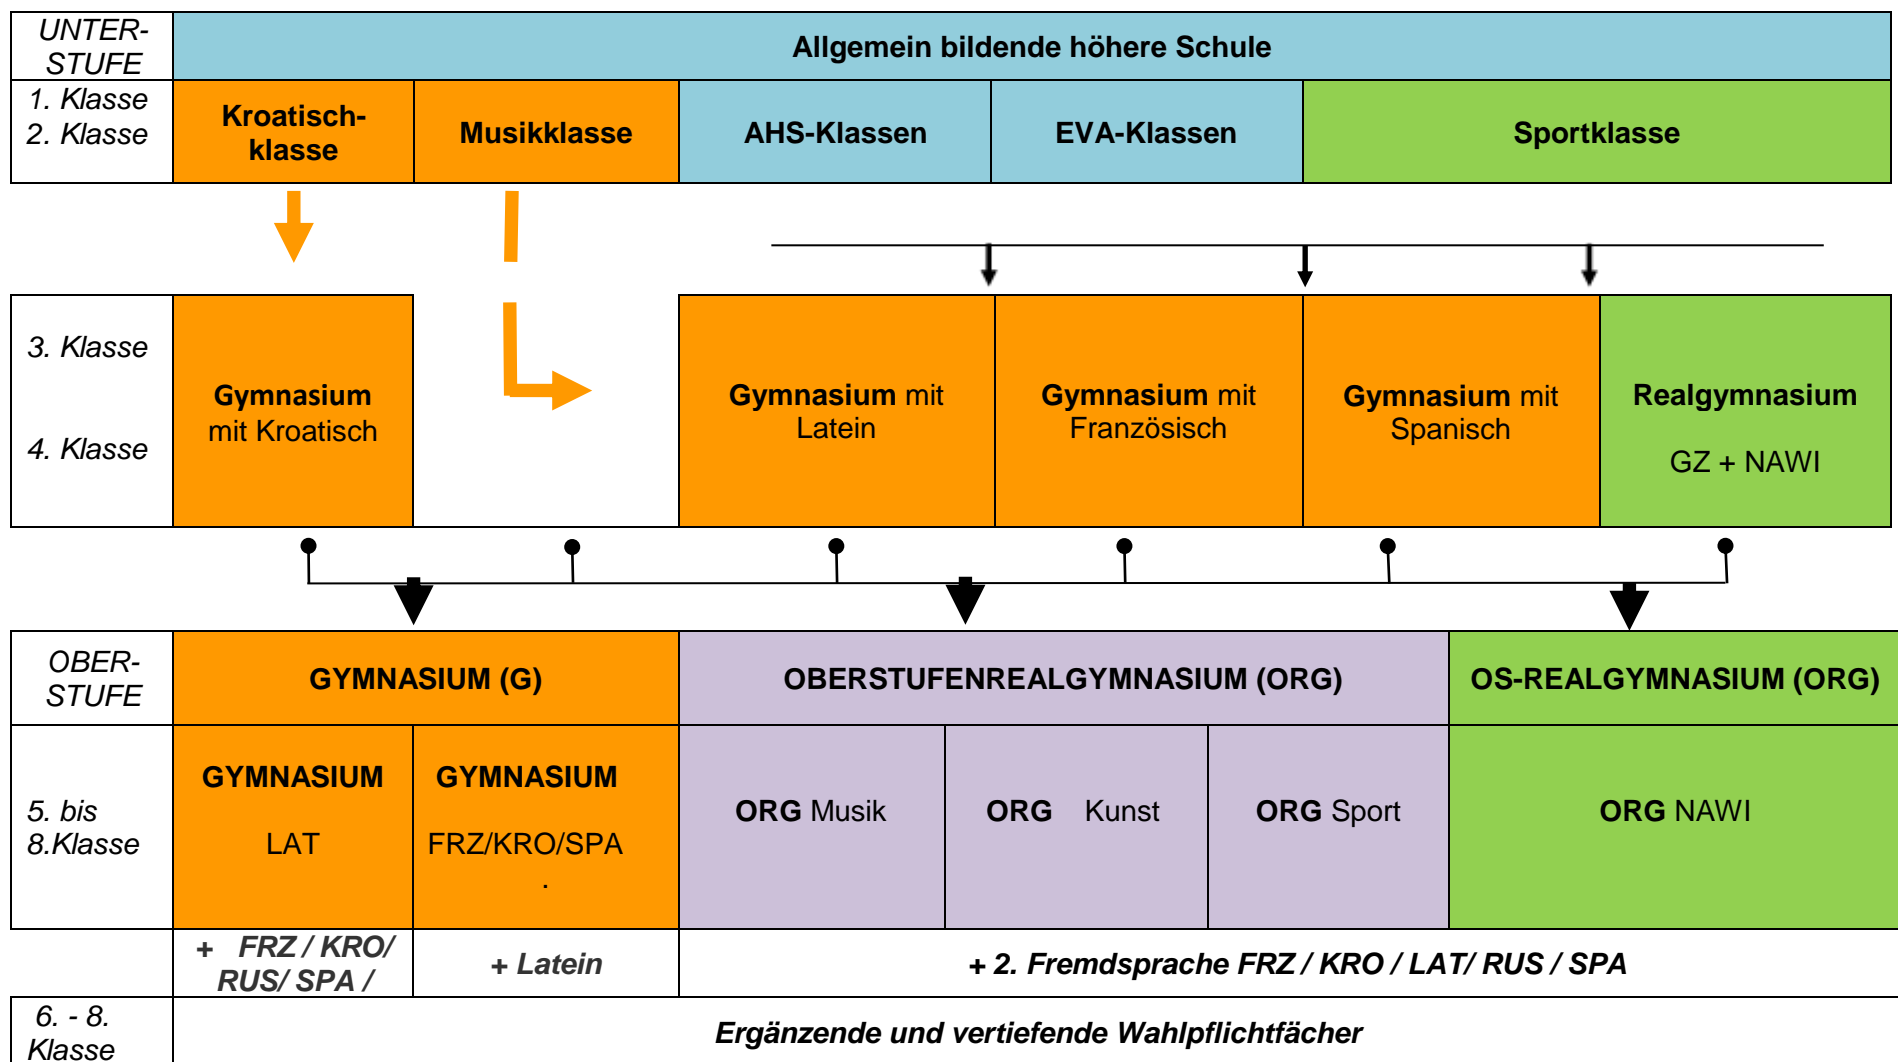 UNTER-
STUFE
Allgemein bildende höhere Schule
1. Klasse
2. Klasse
Kroatisch-
klasse
Musikklasse
AHS-Klassen
EVA-Klassen
Sportklasse
3. Klasse
4. Klasse
Gymnasium
mit Kroatisch
Gymnasium mit
Latein
Gymnasium mit
Französisch
Gymnasium mit
Spanisch
Realgymnasium
GZ + NAWI
OBER-
STUFE
GYMNASIUM (G)
OBERSTUFENREALGYMNASIUM (ORG)
OS-REALGYMNASIUM (ORG)
5. bis
8.Klasse
GYMNASIUM
LAT
GYMNASIUM
FRZ/KRO/SPA
.
ORG Musik
ORG Kunst
ORG Sport
ORG NAWI
+ FRZ / KRO/
RUS/ SPA /
+ Latein
+ 2. Fremdsprache FRZ / KRO / LAT/ RUS / SPA
6. - 8.
Klasse
Ergänzende und vertiefende Wahlpflichtfächer